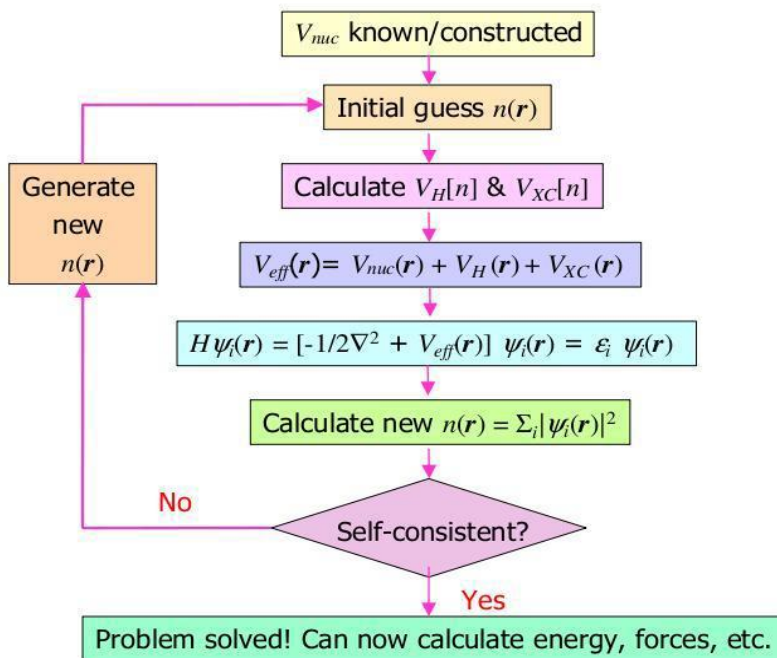 V_nuc known/constructed
Initial guess n(r)
Generate
new
n(r)
Calculate V_H[n] & V_XC[n]
V_eff(r)= V_nuc(r) + V_H(r) + V_XC(r)
Hψ_i(r) = [-1/2∇² + V_eff(r)] ψ_i(r) = ε_i ψ_i(r)
Calculate new n(r) = Σ_i|ψ_i(r)|²
No
Self-consistent?
Yes
Problem solved! Can now calculate energy, forces, etc.